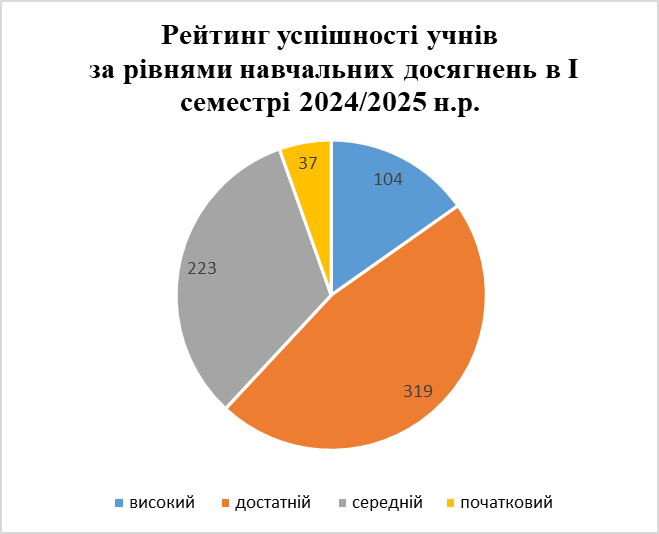 Рейтинг успішності учнів
за рівнями навчальних досягнень в І
семестрі 2024/2025 н.р.
37
104
223
319
високий достатній середній початковий